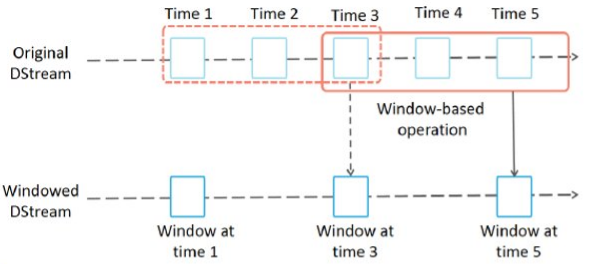 Time 1
Time 2
Time 3
Time 4
Time 5
Original
DStream
Window-based
operation
Windowed
DStream
Window at
time 1
Window at
time 3
Window at
time 5